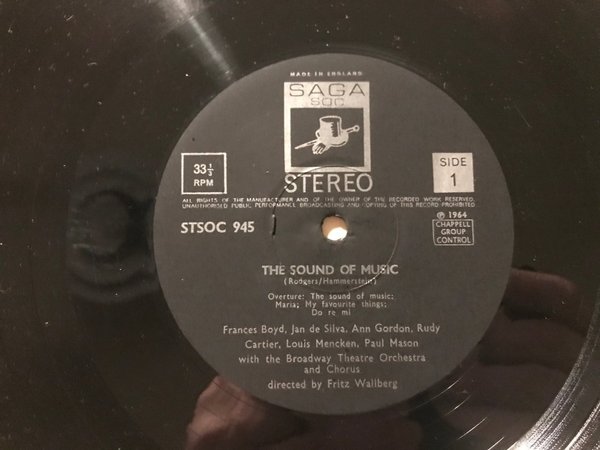 MADE IN ENGLAND
SAGA
SOC
33⅓
RPM
STEREO
SIDE
1
ALL RIGHTS OF THE MANUFACTURER AND OF THE OWNER OF THE RECORDED WORK RESERVED.
UNAUTHORISED PUBLIC PERFORMANCE BROADCASTING AND COPYING OF THIS RECORD PROHIBITED
STSOC 945
℗ 1964
CHAPPELL
GROUP
CONTROL
THE SOUND OF MUSIC
(Rodgers/Hammerstein)
Overture: The sound of music;
Maria; My favourite things;
Do re mi
Frances Boyd, Jan de Silva, Ann Gordon, Rudy
Cartier, Louis Mencken, Paul Mason
with the Broadway Theatre Orchestra
and Chorus
directed by Fritz Wallberg